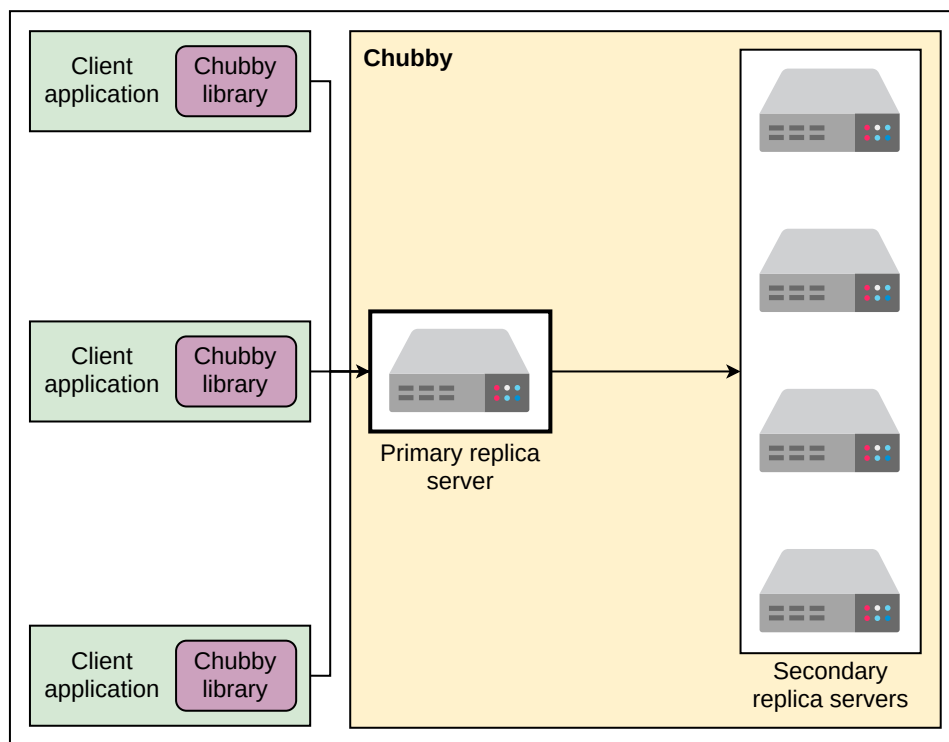 Client
application
Chubby
library
Chubby
Client
application
Chubby
library
Primary replica
server
Client
application
Chubby
library
Secondary
replica servers